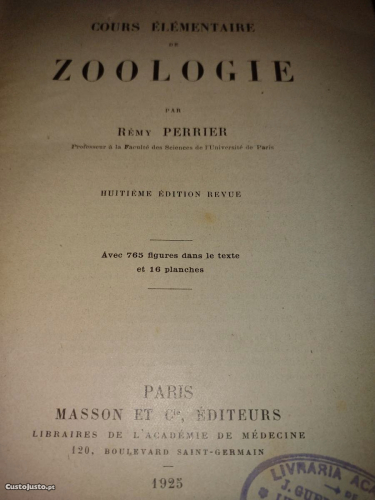 COURS ÉLÉMENTAIRE
DE
ZOOLOGIE
PAR
RÉMY PERRIER
Professeur à la Faculté des Sciences de l'Université de Paris
HUITIÈME ÉDITION REVUE
Avec 765 figures dans le texte
et 16 planches
PARIS
MASSON ET Cie, ÉDITEURS
LIBRAIRES DE L'ACADÉMIE DE MÉDECINE
120, BOULEVARD SAINT-GERMAIN
1925
LIVRARIA
J.
© CustoJusto.pt